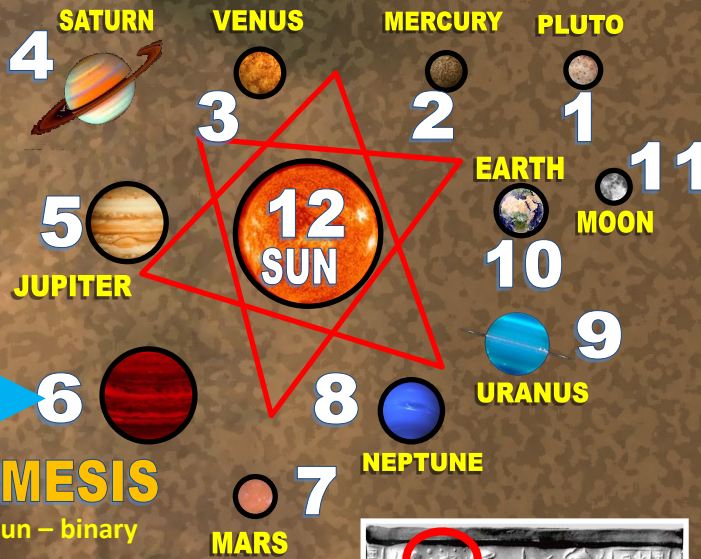 SATURN
VENUS
MERCURY
PLUTO
4
3
2
1
EARTH
11
MOON
5
12
SUN
10
JUPITER
9
6
8
URANUS
NEPTUNE
MESIS
7
un – binary
MARS